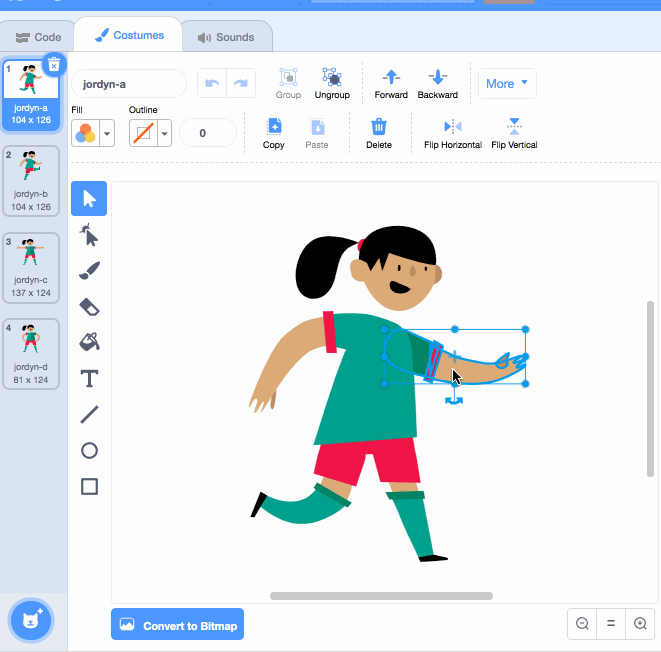 Code
Costumes
Sounds
1
jordyn-a
104 x 126
2
jordyn-b
104 x 126
3
jordyn-c
137 x 124
4
jordyn-d
81 x 124
jordyn-a
Group
Ungroup
Forward
Backward
More
Fill
Outline
0
Copy
Paste
Delete
Flip Horizontal
Flip Vertical
T
Convert to Bitmap
=